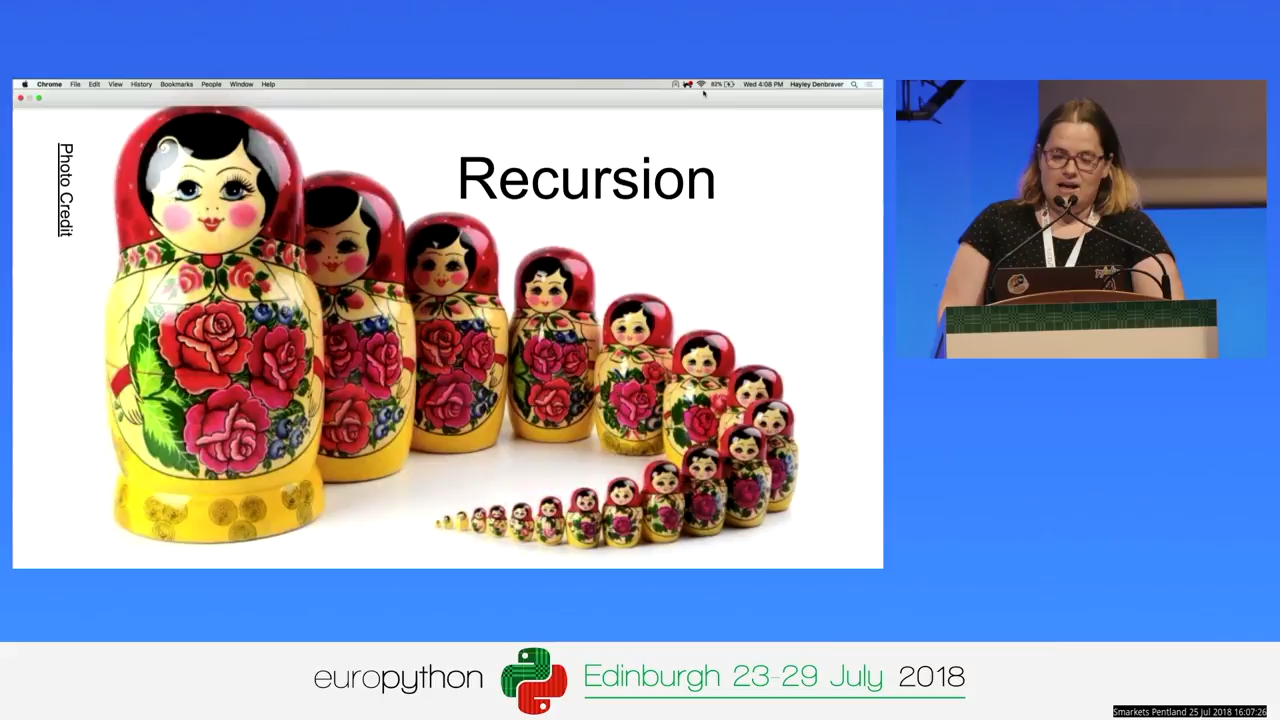 Chrome File Edit View History Bookmarks People Window Help
82% Wed 4:08 PM Hayley Denbraver
Photo Credit
Recursion
europython
Edinburgh 23-29 July 2018
Smarkets Pentland 25 Jul 2018 16:07:26